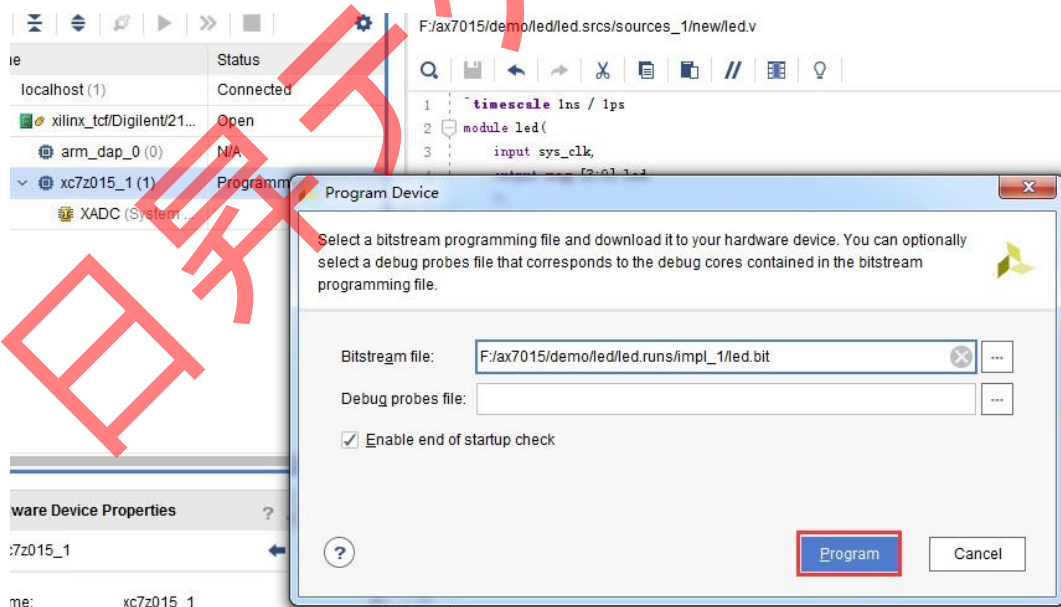 F:/ax7015/demo/led/led.srcs/sources_1/new/led.v
Status
localhost (1) Connected
xilinx_tcf/Digilent/21... Open
arm_dap_0 (0) N/A
xc7z015_1 (1) Programm
XADC (System ...
1 `timescale 1ns / 1ps
2 module led(
3 input sys_clk,
Program Device
Select a bitstream programming file and download it to your hardware device. You can optionally
select a debug probes file that corresponds to the debug cores contained in the bitstream
programming file.
Bitstream file: F:/ax7015/demo/led/led.runs/impl_1/led.bit
Debug probes file:
Enable end of startup check
ware Device Properties
:7z015_1
Program Cancel
me: xc7z015_1